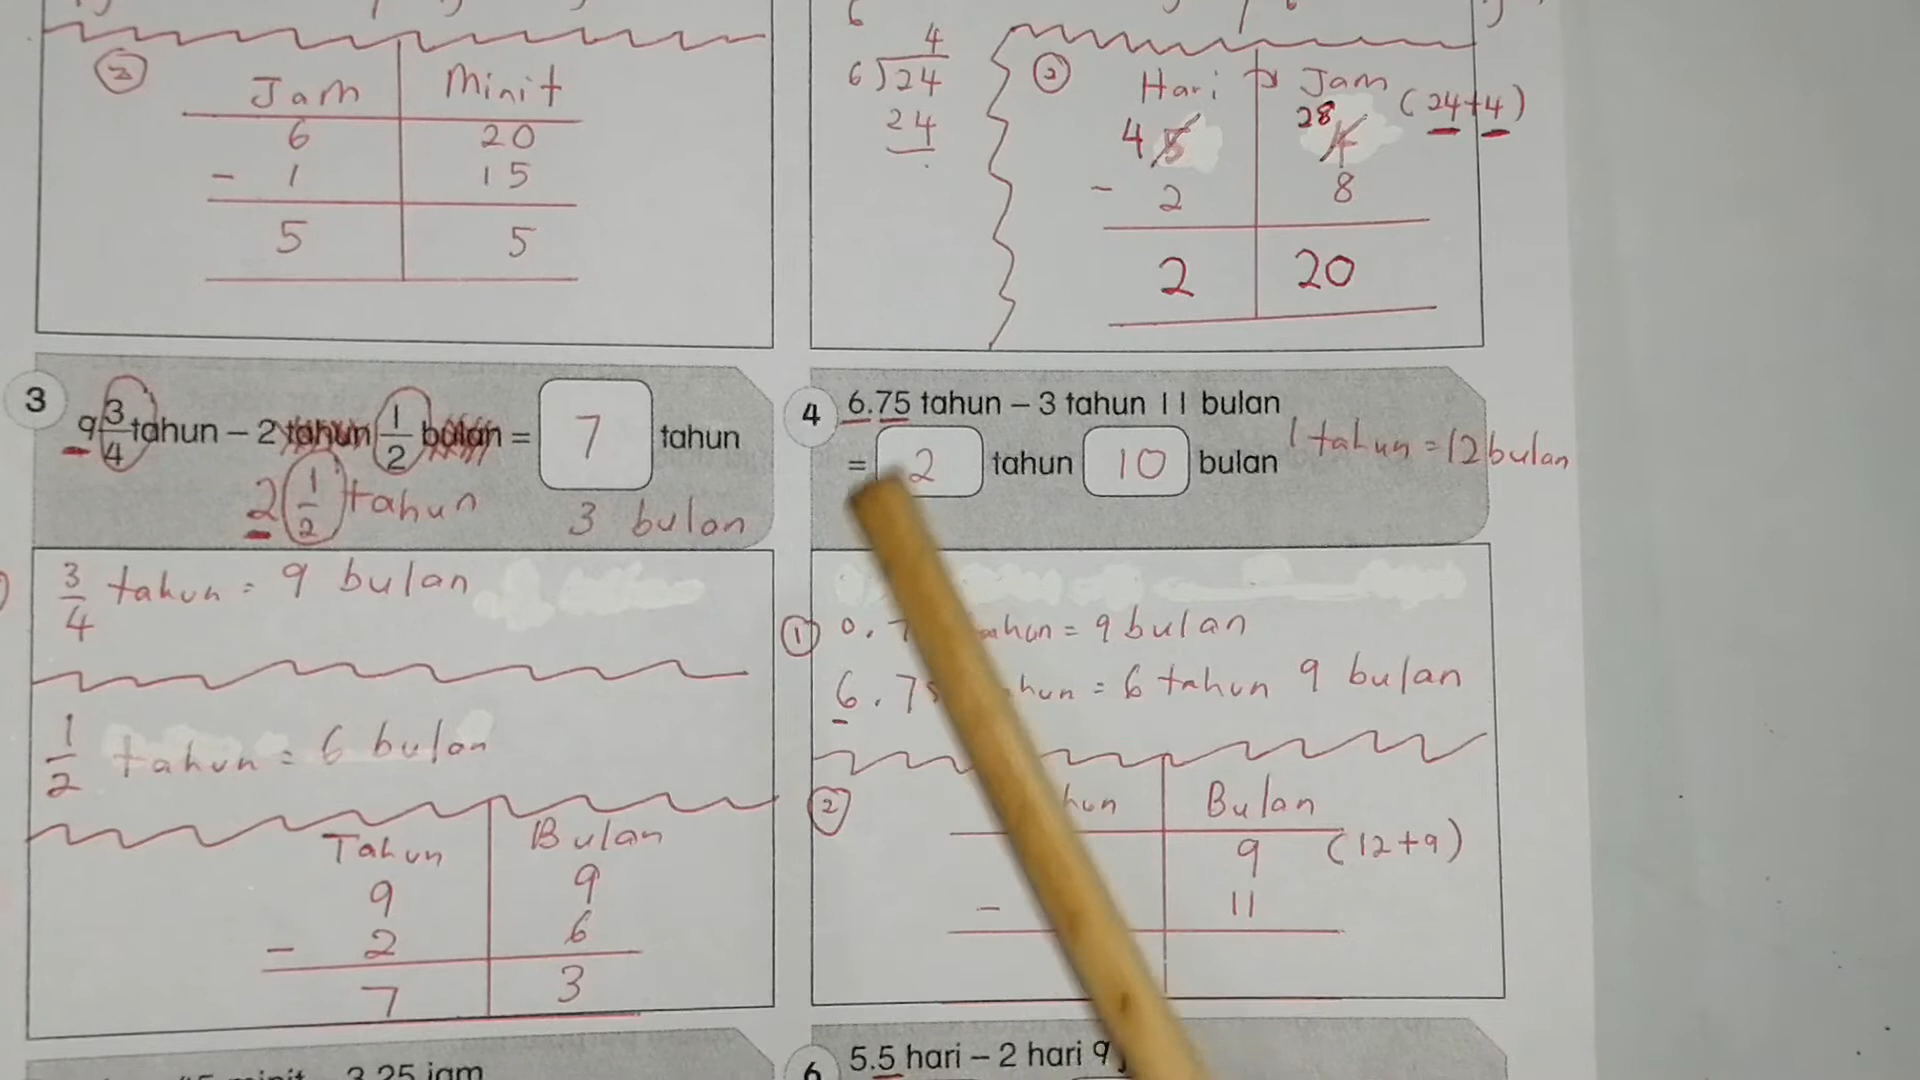 2
Jam Minit
6 20
- 1 15
5 5
6
4
6 24
24
2
Hari Jam (24+4)
4 5 28 4
- 2 8
2 20
3
9 3/4 tahun – 2 tahun 1/2 bulan = 7 tahun
2 1/2 tahun 3 bulan
3/4 tahun = 9 bulan
1/2 tahun = 6 bulan
Tahun Bulan
9 9
- 2 6
7 3
4
6.75 tahun – 3 tahun 11 bulan
= 2 tahun 10 bulan
1 tahun = 12 bulan
1 = 9 bulan
= 6 tahun 9 bulan
2
Bulan
9 (12+9)
- 11
3.25 jam
6
5.5 hari – 2 hari 9